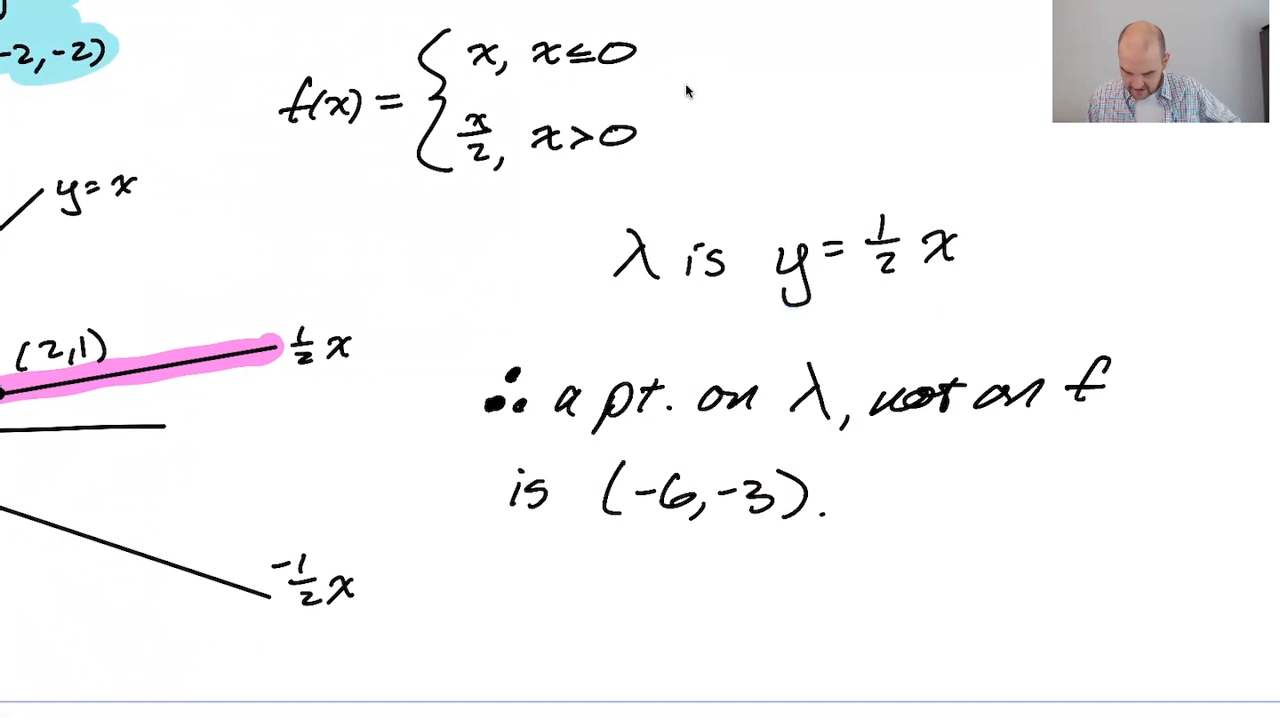 -2,-2)
f(x) = { x, x≤0
x/2, x>0
y=x
λ is y = 1/2 x
(2,1)
1/2 x
∴ a pt. on λ, not on f
is (-6,-3).
-1/2 x